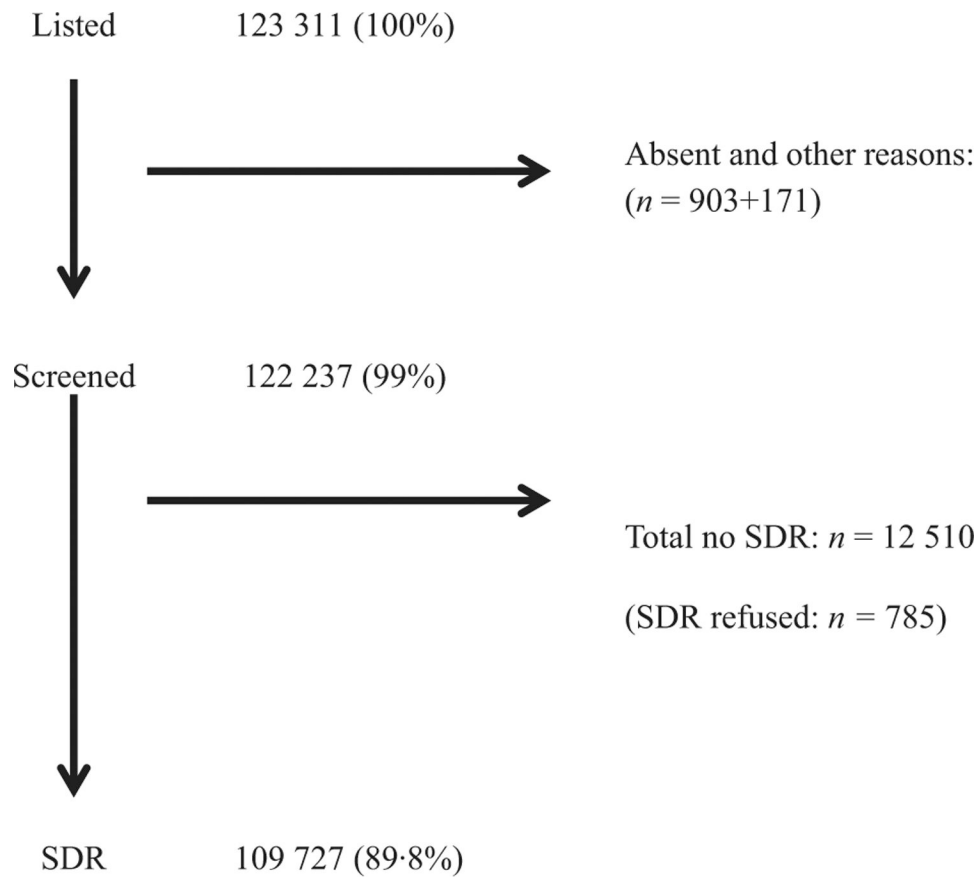 Listed 123 311 (100%)
Absent and other reasons:
(n = 903+171)
Screened 122 237 (99%)
Total no SDR: n = 12 510
(SDR refused: n = 785)
SDR 109 727 (89·8%)